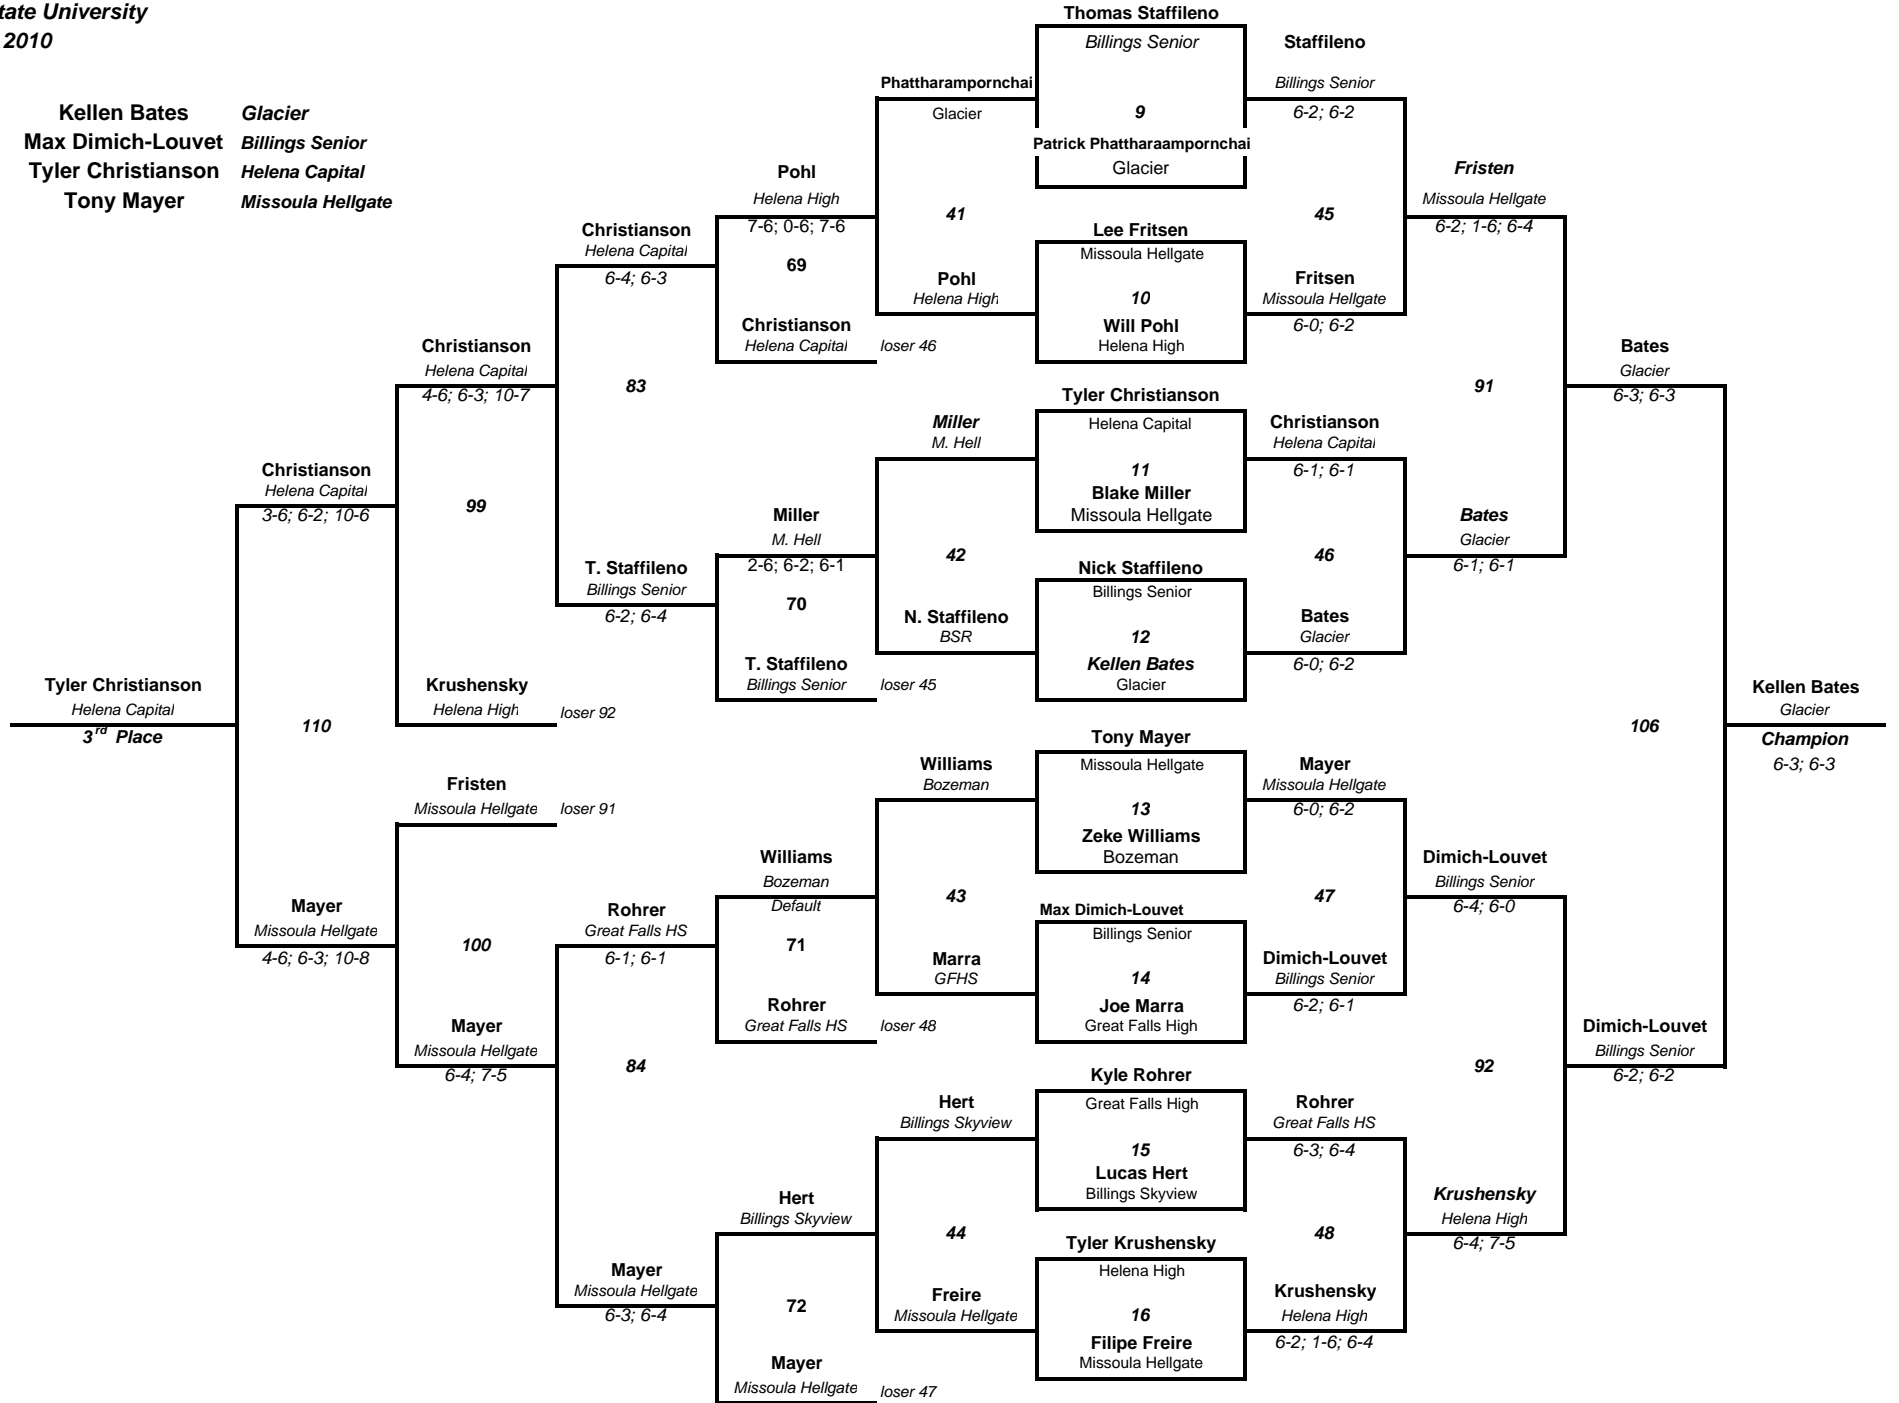 tate University
2010
Kellen Bates Glacier
Max Dimich-Louvet Billings Senior
Tyler Christianson Helena Capital
Tony Mayer Missoula Hellgate
Tyler Christianson
Helena Capital
3rd Place
110
Christianson
Helena Capital
3-6; 6-2; 10-6
Mayer
Missoula Hellgate
4-6; 6-3; 10-8
Christianson
Helena Capital
4-6; 6-3; 10-7
99
Krushensky
Helena High
loser 92
Fristen
Missoula Hellgate
loser 91
100
Mayer
Missoula Hellgate
6-4; 7-5
Christianson
Helena Capital
6-4; 6-3
83
T. Staffileno
Billings Senior
6-2; 6-4
Rohrer
Great Falls HS
6-1; 6-1
84
Mayer
Missoula Hellgate
6-3; 6-4
Pohl
Helena High
7-6; 0-6; 7-6
69
Christianson
Helena Capital
loser 46
Miller
M. Hell
2-6; 6-2; 6-1
70
T. Staffileno
Billings Senior
loser 45
Williams
Bozeman
Default
71
Rohrer
Great Falls HS
loser 48
Hert
Billings Skyview
72
Mayer
Missoula Hellgate
loser 47
Phattharampornchai
Glacier
41
Pohl
Helena High
Miller
M. Hell
42
N. Staffileno
BSR
Williams
Bozeman
43
Marra
GFHS
Hert
Billings Skyview
44
Freire
Missoula Hellgate
Thomas Staffileno
Billings Senior
9
Patrick Phattharaampornchai
Glacier
Lee Fritsen
Missoula Hellgate
10
Will Pohl
Helena High
Tyler Christianson
Helena Capital
11
Blake Miller
Missoula Hellgate
Nick Staffileno
Billings Senior
12
Kellen Bates
Glacier
Tony Mayer
Missoula Hellgate
13
Zeke Williams
Bozeman
Max Dimich-Louvet
Billings Senior
14
Joe Marra
Great Falls High
Kyle Rohrer
Great Falls High
15
Lucas Hert
Billings Skyview
Tyler Krushensky
Helena High
16
Filipe Freire
Missoula Hellgate
Staffileno
Billings Senior
6-2; 6-2
45
Fritsen
Missoula Hellgate
6-0; 6-2
Christianson
Helena Capital
6-1; 6-1
46
Bates
Glacier
6-0; 6-2
Mayer
Missoula Hellgate
6-0; 6-2
47
Dimich-Louvet
Billings Senior
6-2; 6-1
Rohrer
Great Falls HS
6-3; 6-4
48
Krushensky
Helena High
6-2; 1-6; 6-4
Fristen
Missoula Hellgate
6-2; 1-6; 6-4
91
Bates
Glacier
6-1; 6-1
Dimich-Louvet
Billings Senior
6-4; 6-0
92
Krushensky
Helena High
6-4; 7-5
Bates
Glacier
6-3; 6-3
106
Dimich-Louvet
Billings Senior
6-2; 6-2
Kellen Bates
Glacier
Champion
6-3; 6-3